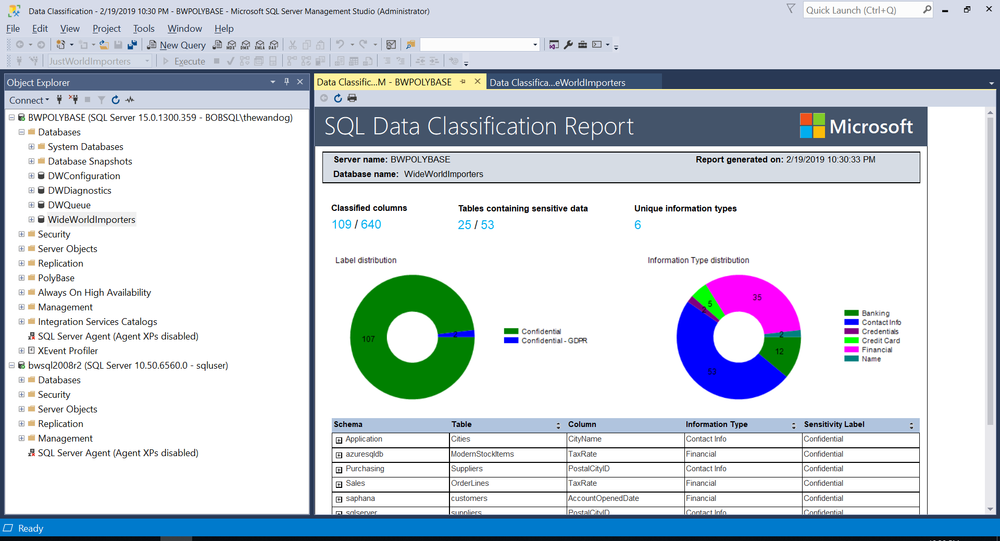 Data Classification - 2/19/2019 10:30 PM - BWPOLYBASE - Microsoft SQL Server Management Studio (Administrator)
Quick Launch (Ctrl+Q)
File Edit View Project Tools Window Help
New Query MDX DMX XMLA DAX
JustWorldImporters Execute
Object Explorer
Data Classific...M - BWPOLYBASE
Data Classifica...eWorldImporters
Connect
BWPOLYBASE (SQL Server 15.0.1300.359 - BOBSQL\thewandog)
Databases
System Databases
Database Snapshots
DWConfiguration
DWDiagnostics
DWQueue
WideWorldImporters
Security
Server Objects
Replication
PolyBase
Always On High Availability
Management
Integration Services Catalogs
SQL Server Agent (Agent XPs disabled)
XEvent Profiler
bwsql2008r2 (SQL Server 10.50.6560.0 - sqluser)
Databases
Security
Server Objects
Replication
Management
SQL Server Agent (Agent XPs disabled)
SQL Data Classification Report
Microsoft
Server name: BWPOLYBASE
Report generated on: 2/19/2019 10:30:33 PM
Database name: WideWorldImporters
Classified columns
109 / 640
Tables containing sensitive data
25 / 53
Unique information types
6
Label distribution
107
2
Confidential
Confidential - GDPR
Information Type distribution
35
5
2
2
12
53
Banking
Contact Info
Credentials
Credit Card
Financial
Name
Schema Table Column Information Type Sensitivity Label
Application Cities CityName Contact Info Confidential
azuresqldb ModernStockItems TaxRate Financial Confidential
Purchasing Suppliers PostalCityID Contact Info Confidential
Sales OrderLines TaxRate Financial Confidential
saphana customers AccountOpenedDate Financial Confidential
sqlserver suppliers PostalCityID Contact Info Confidential
Ready